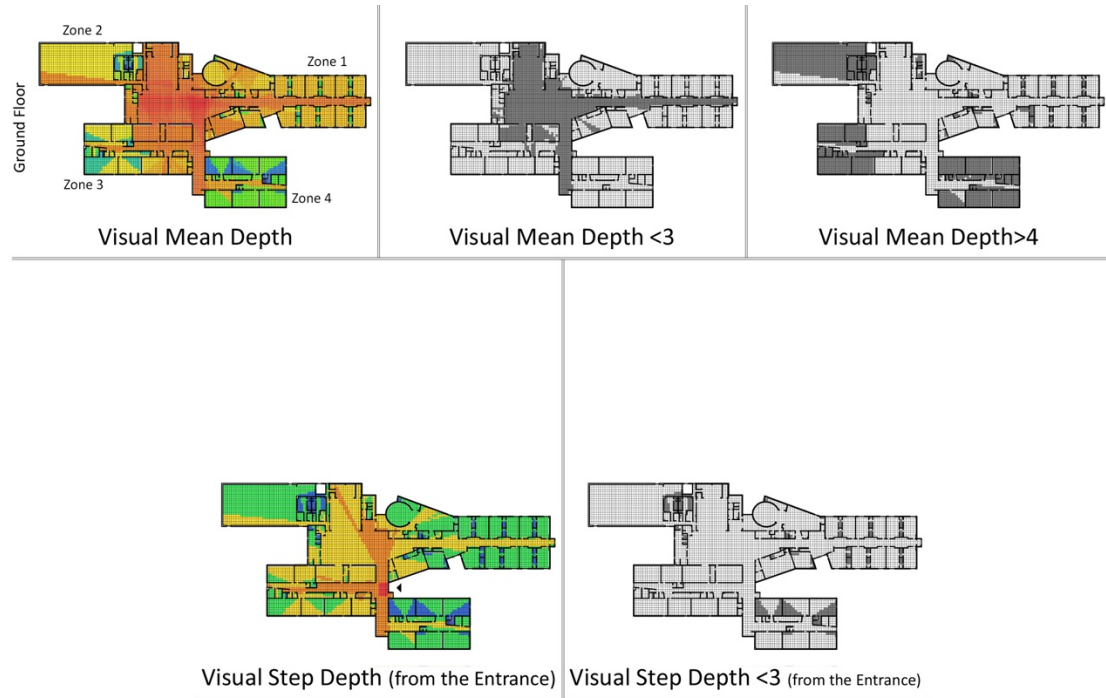 Zone 2
Zone 1
Ground Floor
Zone 3
Zone 4
Visual Mean Depth
Visual Mean Depth <3
Visual Mean Depth>4
Visual Step Depth (from the Entrance)
Visual Step Depth <3 (from the Entrance)